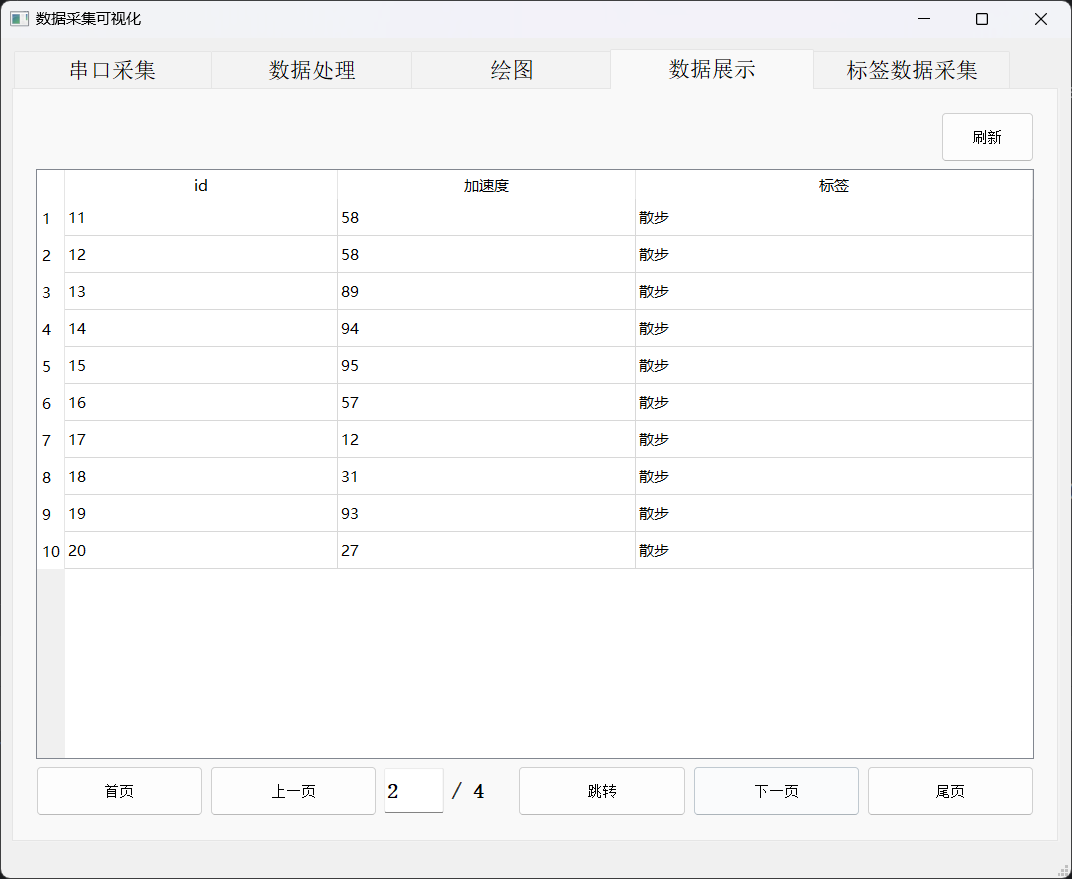 数据采集可视化
串口采集 数据处理 绘图 数据展示 标签数据采集
刷新
id 加速度 标签
1 11 58 散步
2 12 58 散步
3 13 89 散步
4 14 94 散步
5 15 95 散步
6 16 57 散步
7 17 12 散步
8 18 31 散步
9 19 93 散步
10 20 27 散步
首页 上一页 2 / 4 跳转 下一页 尾页